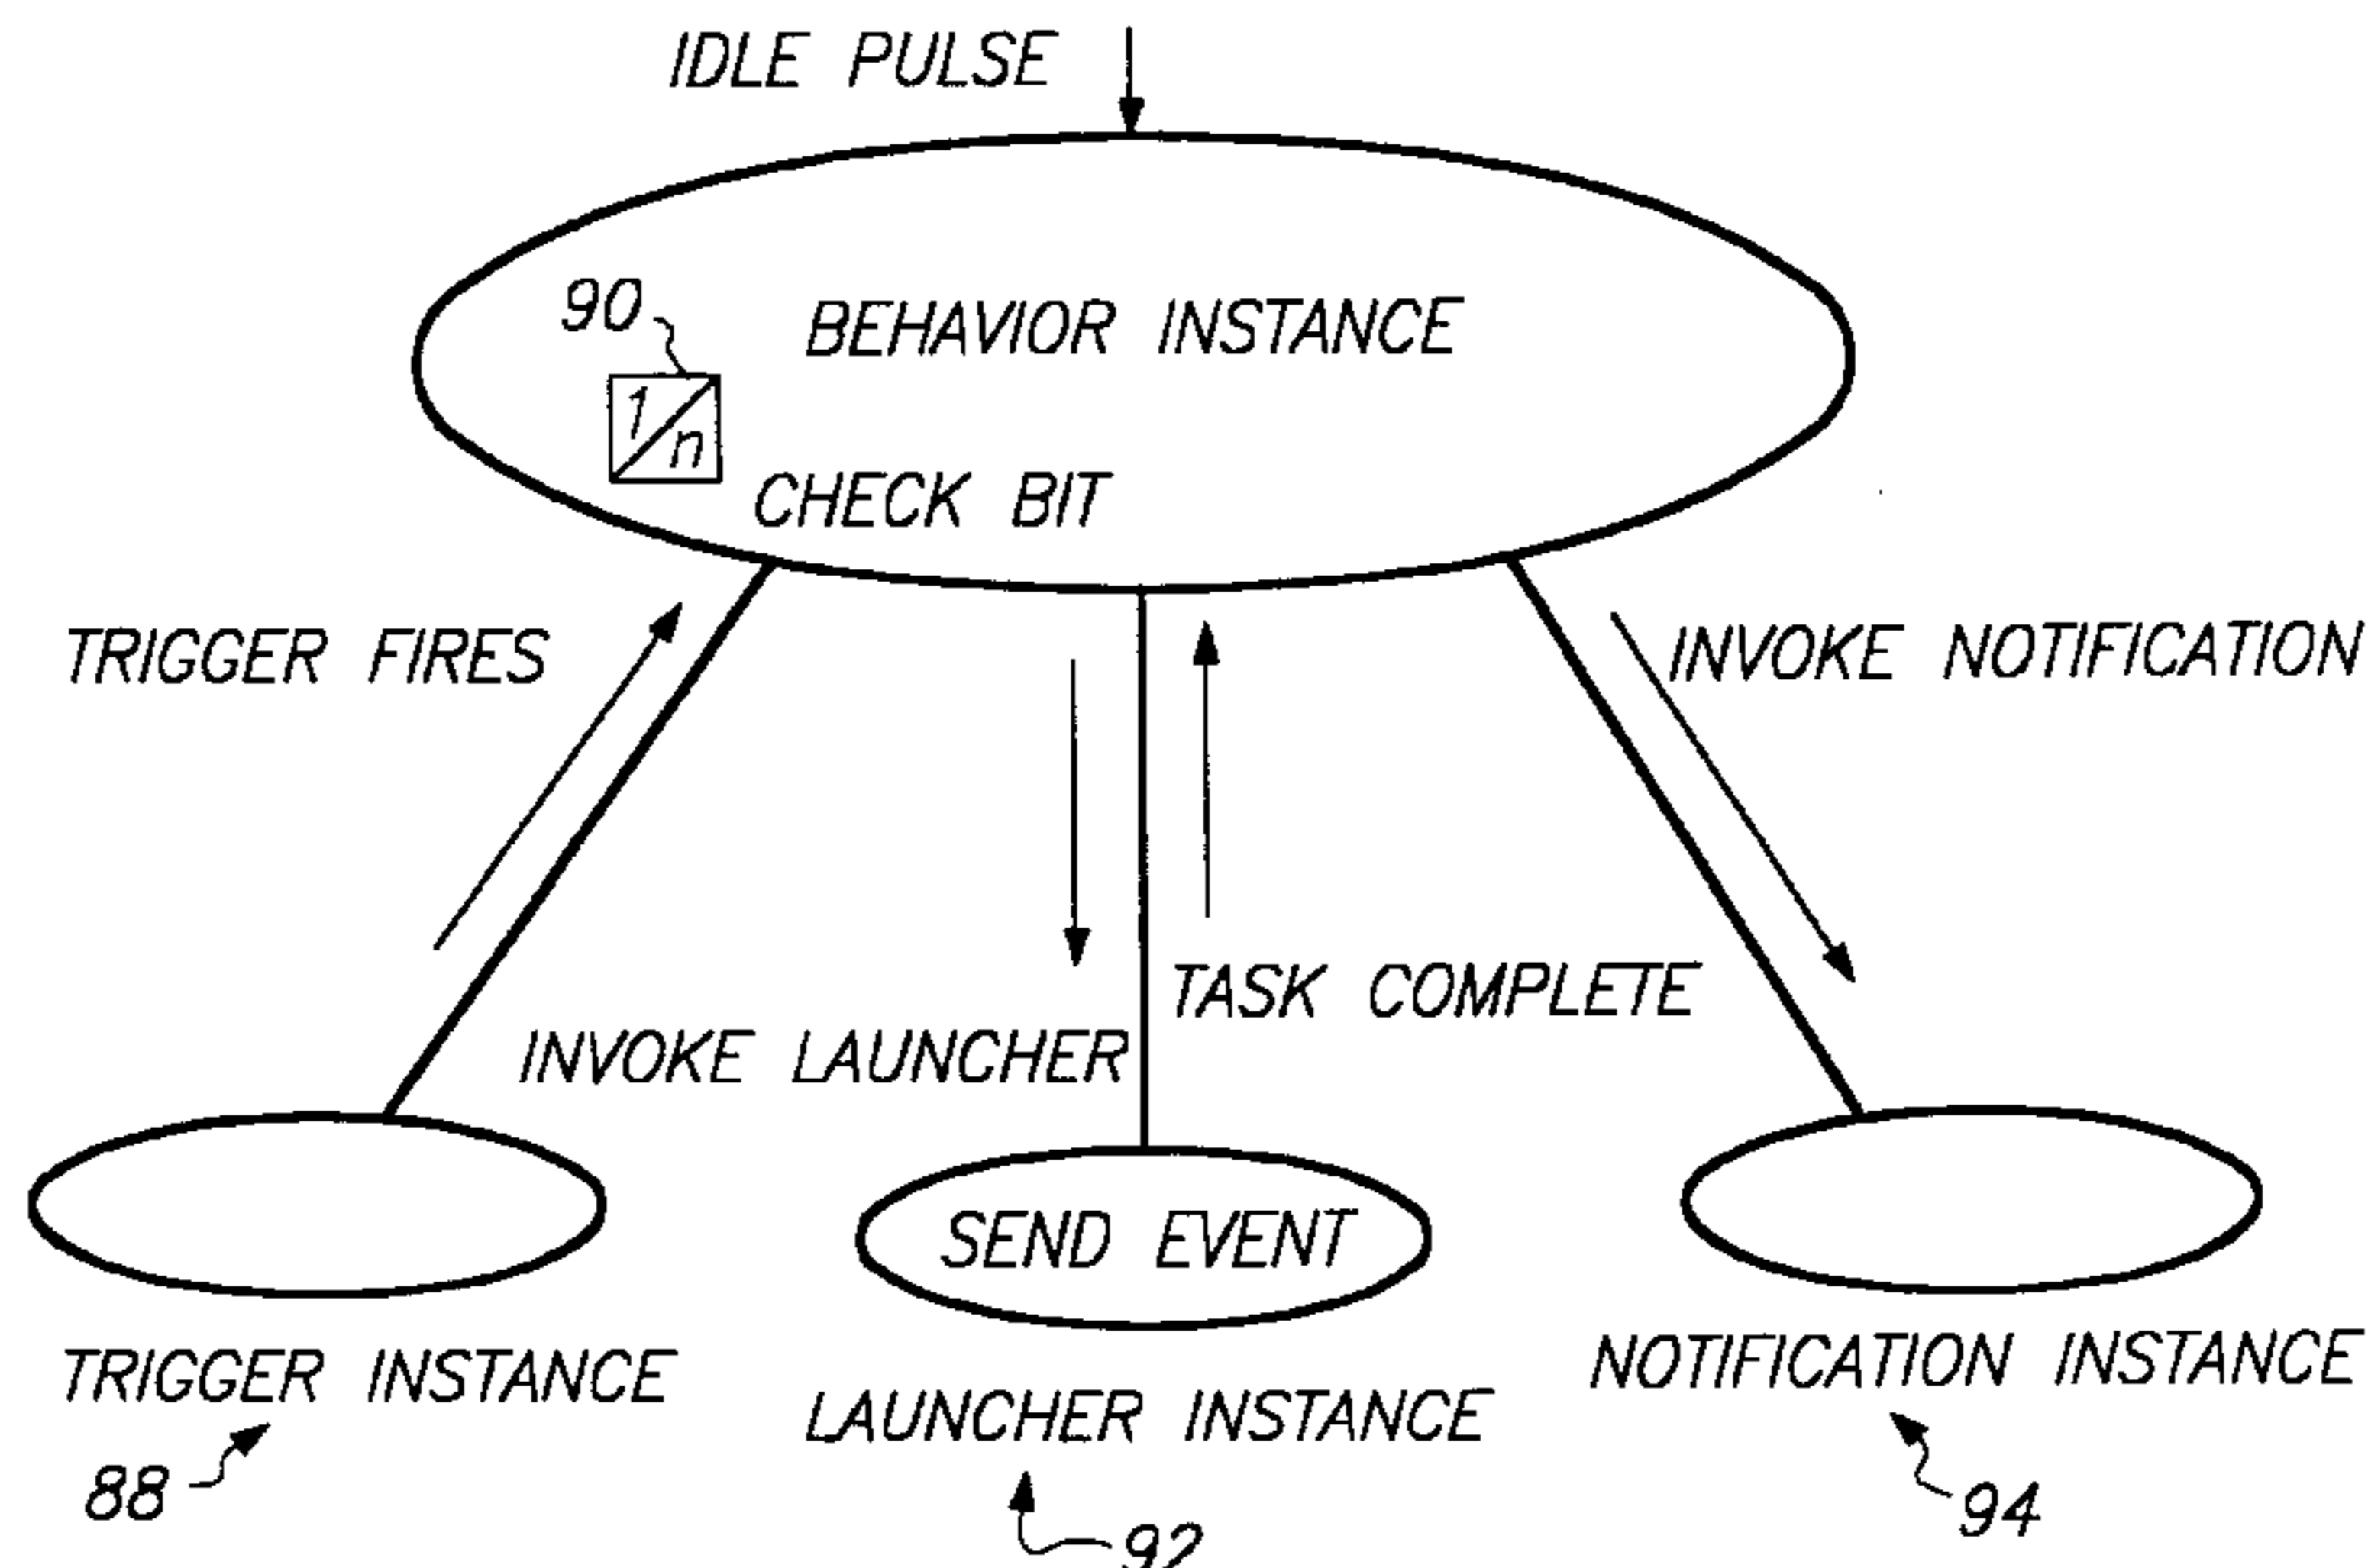 IDLE PULSE
90
BEHAVIOR INSTANCE
1/n
CHECK BIT
TRIGGER FIRES
INVOKE NOTIFICATION
TASK COMPLETE
INVOKE LAUNCHER
SEND EVENT
TRIGGER INSTANCE
LAUNCHER INSTANCE
NOTIFICATION INSTANCE
88
92
94